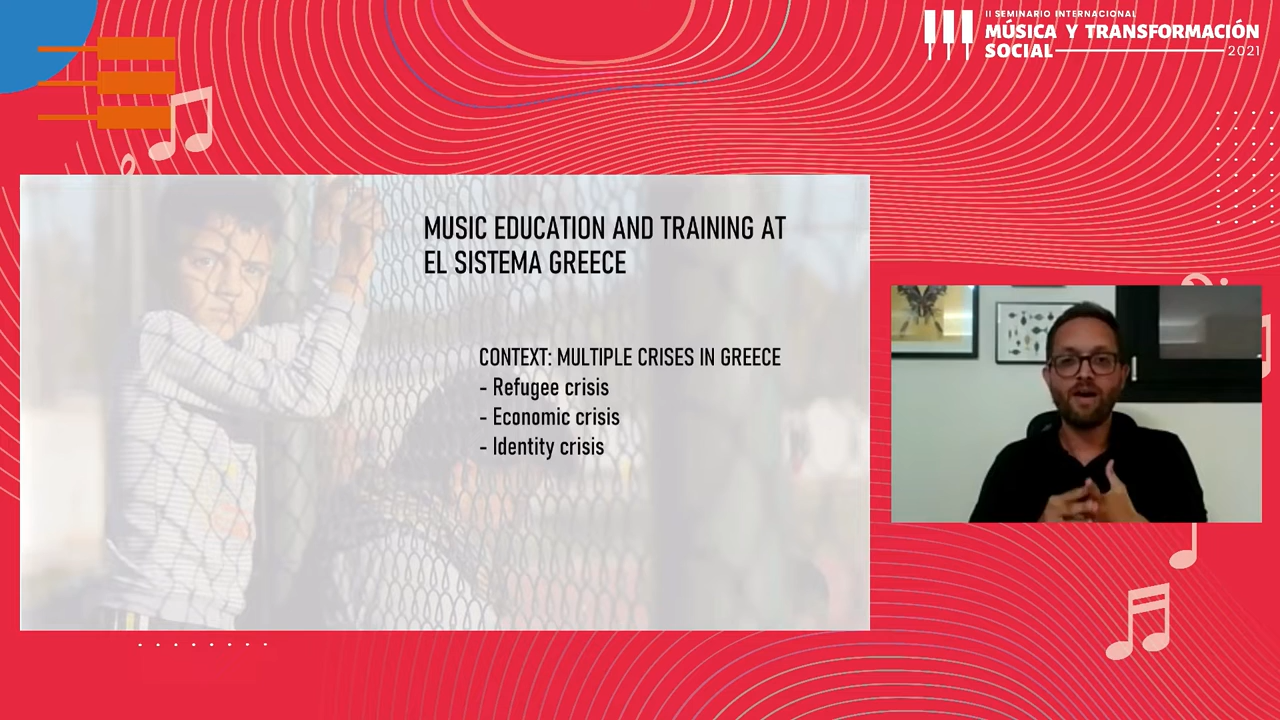 II SEMINARIO INTERNACIONAL
MÚSICA Y TRANSFORMACIÓN
SOCIAL
2021
MUSIC EDUCATION AND TRAINING AT
EL SISTEMA GREECE
CONTEXT: MULTIPLE CRISES IN GREECE
- Refugee crisis
- Economic crisis
- Identity crisis